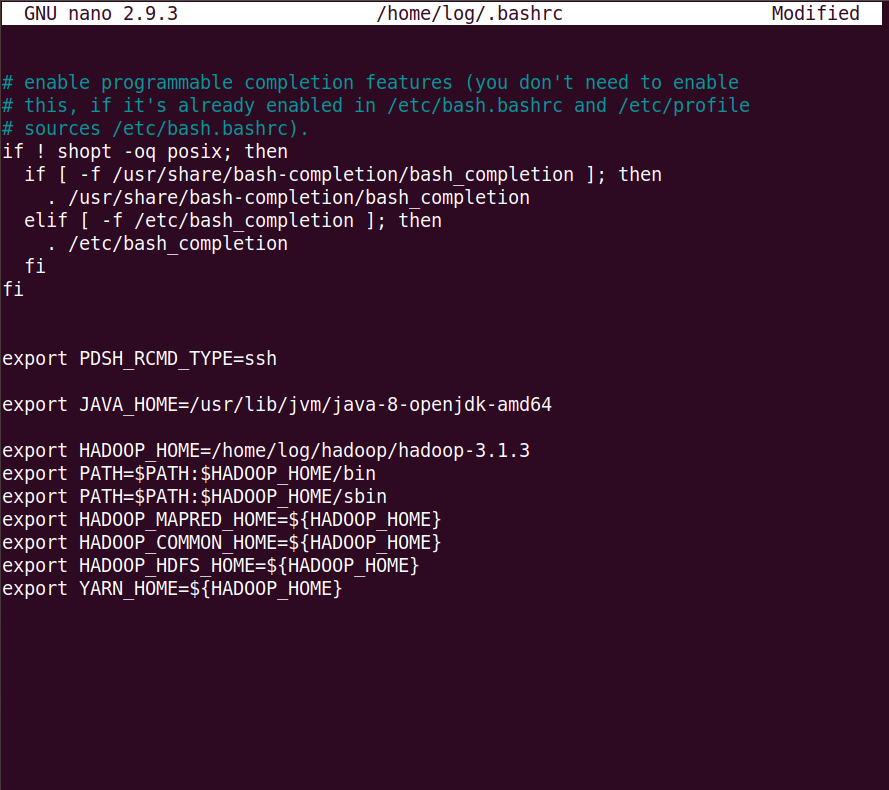 GNU nano 2.9.3 /home/log/.bashrc Modified
# enable programmable completion features (you don't need to enable
# this, if it's already enabled in /etc/bash.bashrc and /etc/profile
# sources /etc/bash.bashrc).
if ! shopt -oq posix; then
  if [ -f /usr/share/bash-completion/bash_completion ]; then
    . /usr/share/bash-completion/bash_completion
  elif [ -f /etc/bash_completion ]; then
    . /etc/bash_completion
  fi
fi
export PDSH_RCMD_TYPE=ssh
export JAVA_HOME=/usr/lib/jvm/java-8-openjdk-amd64
export HADOOP_HOME=/home/log/hadoop/hadoop-3.1.3
export PATH=$PATH:$HADOOP_HOME/bin
export PATH=$PATH:$HADOOP_HOME/sbin
export HADOOP_MAPRED_HOME=${HADOOP_HOME}
export HADOOP_COMMON_HOME=${HADOOP_HOME}
export HADOOP_HDFS_HOME=${HADOOP_HOME}
export YARN_HOME=${HADOOP_HOME}